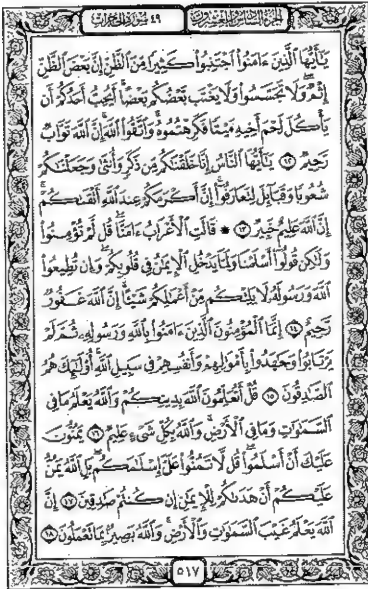 الجزء السادس والعشرون ٤٩ سورة الحجرات
يَٰٓأَيُّهَا ٱلَّذِينَ ءَامَنُوا۟ ٱجْتَنِبُوا۟ كَثِيرًا مِّنَ ٱلظَّنِّ إِنَّ بَعْضَ ٱلظَّنِّ
إِثْمٌ ۖ وَلَا تَجَسَّسُوا۟ وَلَا يَغْتَب بَّعْضُكُم بَعْضًا ۚ أَيُحِبُّ أَحَدُكُمْ أَن
يَأْكُلَ لَحْمَ أَخِيهِ مَيْتًا فَكَرِهْتُمُوهُ ۚ وَٱتَّقُوا۟ ٱللَّهَ ۚ إِنَّ ٱللَّهَ تَوَّابٌ
رَّحِيمٌ ١٢ يَٰٓأَيُّهَا ٱلنَّاسُ إِنَّا خَلَقْنَٰكُم مِّن ذَكَرٍ وَأُنثَىٰ وَجَعَلْنَٰكُمْ
شُعُوبًا وَقَبَآئِلَ لِتَعَارَفُوٓا۟ ۚ إِنَّ أَكْرَمَكُمْ عِندَ ٱللَّهِ أَتْقَىٰكُمْ ۚ
إِنَّ ٱللَّهَ عَلِيمٌ خَبِيرٌ ١٣ ۞ قَالَتِ ٱلْأَعْرَابُ ءَامَنَّا ۖ قُل لَّمْ تُؤْمِنُوا۟
وَلَٰكِن قُولُوٓا۟ أَسْلَمْنَا وَلَمَّا يَدْخُلِ ٱلْإِيمَٰنُ فِى قُلُوبِكُمْ ۖ وَإِن تُطِيعُوا۟
ٱللَّهَ وَرَسُولَهُۥ لَا يَلِتْكُم مِّنْ أَعْمَٰلِكُمْ شَيْـًٔا ۚ إِنَّ ٱللَّهَ غَفُورٌ
رَّحِيمٌ ١٤ إِنَّمَا ٱلْمُؤْمِنُونَ ٱلَّذِينَ ءَامَنُوا۟ بِٱللَّهِ وَرَسُولِهِۦ ثُمَّ لَمْ
يَرْتَابُوا۟ وَجَٰهَدُوا۟ بِأَمْوَٰلِهِمْ وَأَنفُسِهِمْ فِى سَبِيلِ ٱللَّهِ ۚ أُو۟لَٰٓئِكَ هُمُ
ٱلصَّٰدِقُونَ ١٥ قُلْ أَتُعَلِّمُونَ ٱللَّهَ بِدِينِكُمْ وَٱللَّهُ يَعْلَمُ مَا فِى
ٱلسَّمَٰوَٰتِ وَمَا فِى ٱلْأَرْضِ ۚ وَٱللَّهُ بِكُلِّ شَىْءٍ عَلِيمٌ ١٦ يَمُنُّونَ
عَلَيْكَ أَنْ أَسْلَمُوا۟ ۖ قُل لَّا تَمُنُّوا۟ عَلَىَّ إِسْلَٰمَكُم ۖ بَلِ ٱللَّهُ يَمُنُّ
عَلَيْكُمْ أَنْ هَدَىٰكُمْ لِلْإِيمَٰنِ إِن كُنتُمْ صَٰدِقِينَ ١٧ إِنَّ
ٱللَّهَ يَعْلَمُ غَيْبَ ٱلسَّمَٰوَٰتِ وَٱلْأَرْضِ ۚ وَٱللَّهُ بَصِيرٌۢ بِمَا تَعْمَلُونَ ١٨
٥١٧